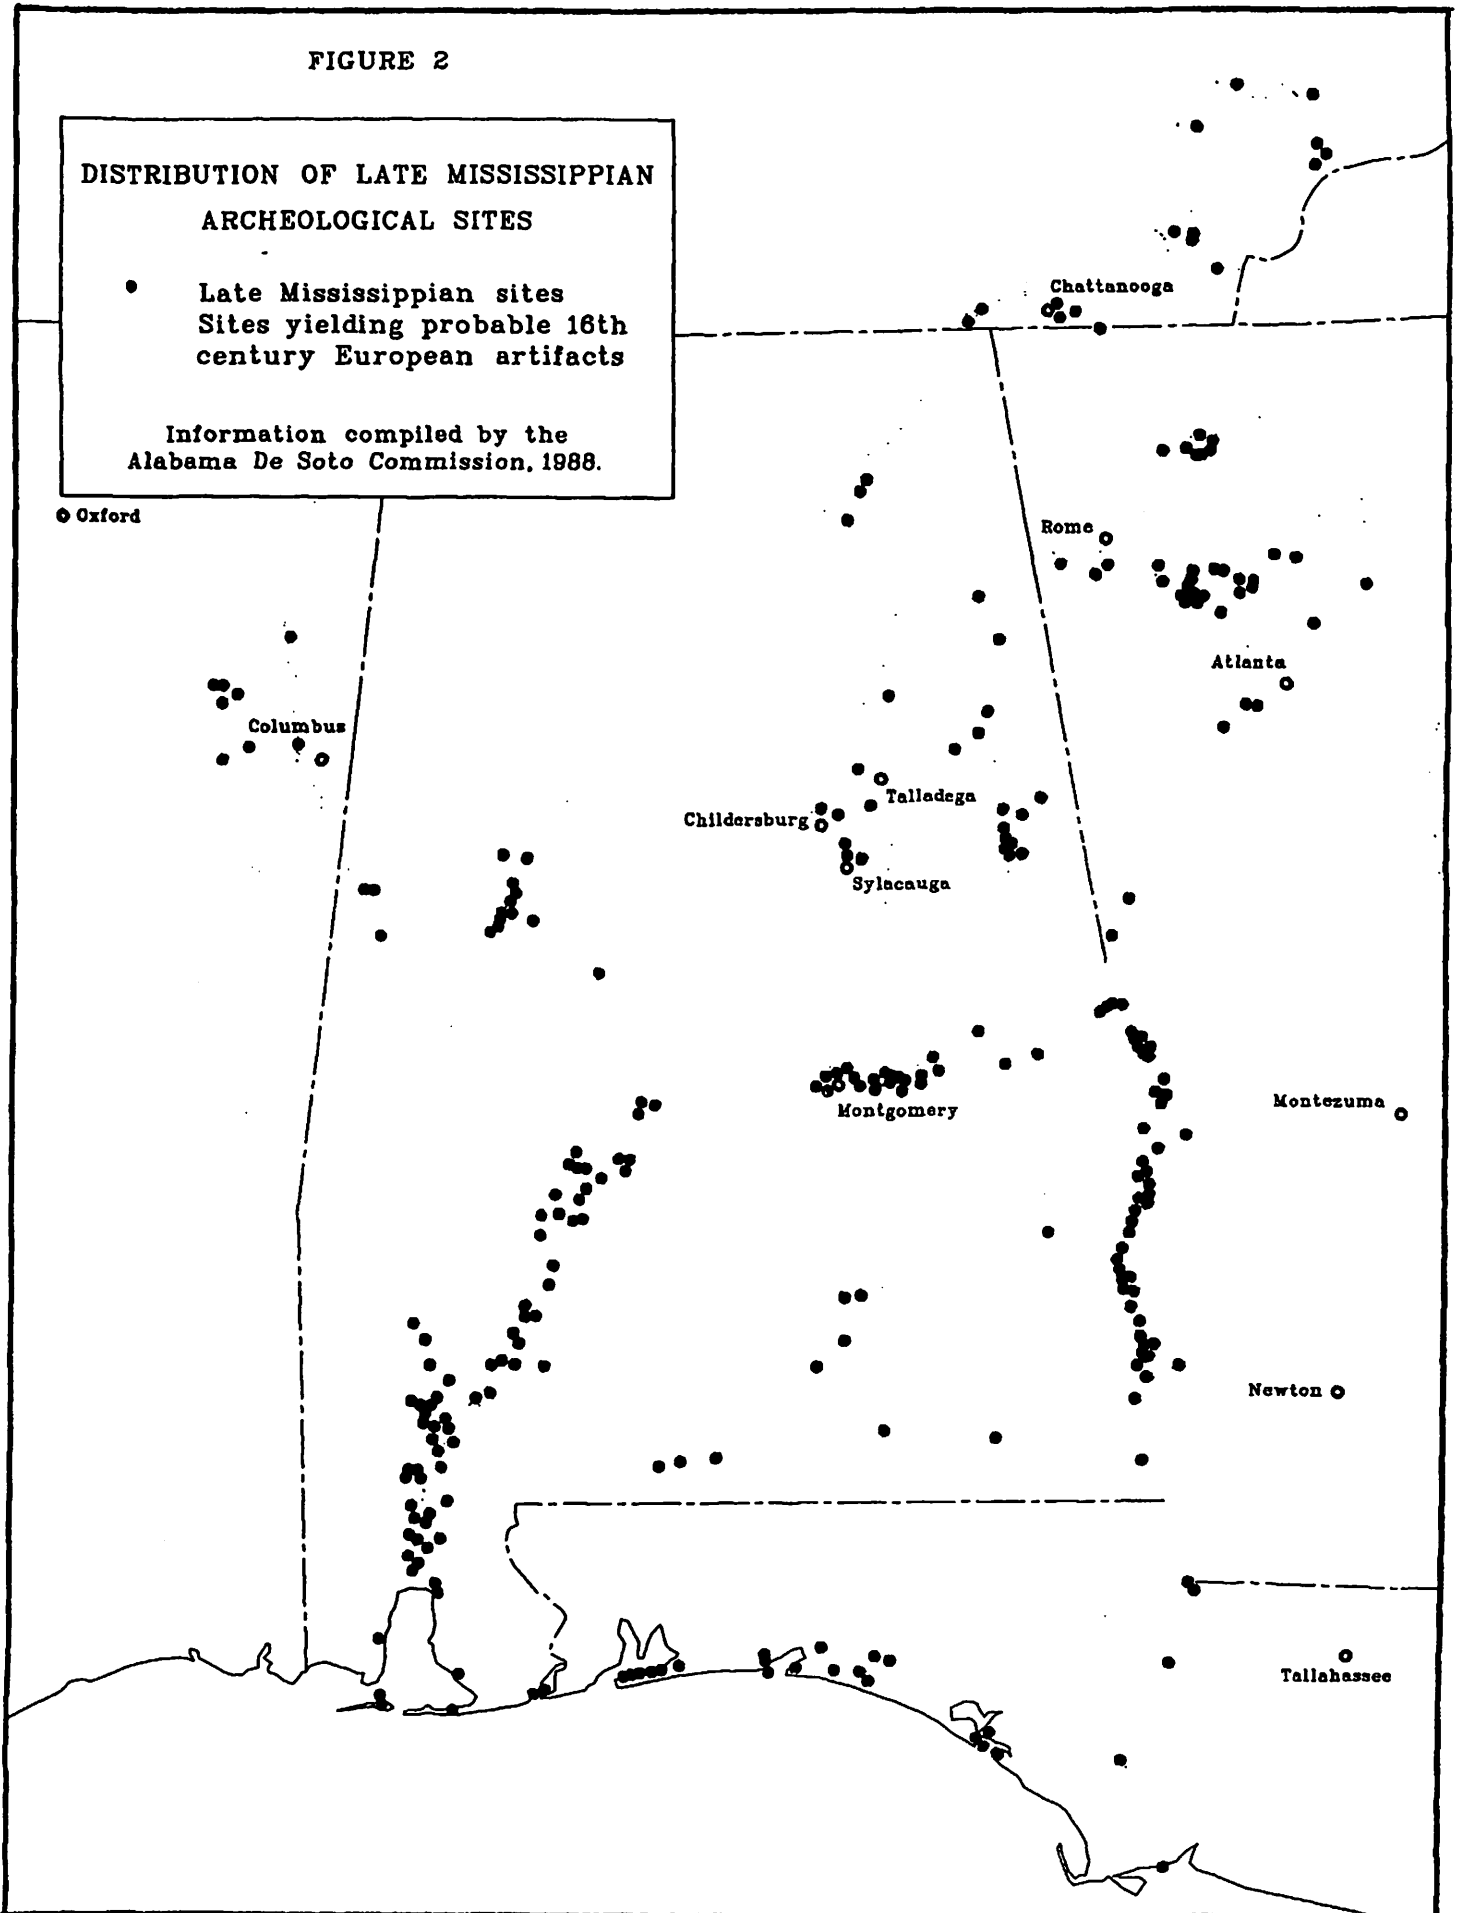 FIGURE 2
DISTRIBUTION OF LATE MISSISSIPPIAN
ARCHEOLOGICAL SITES
Late Mississippian sites
Sites yielding probable 16th
century European artifacts
Information compiled by the
Alabama De Soto Commission, 1988.
Chattanooga
Oxford
Rome
Atlanta
Columbus
Talladega
Childersburg
Sylacauga
Montgomery
Montezuma
Newton
Tallahassee